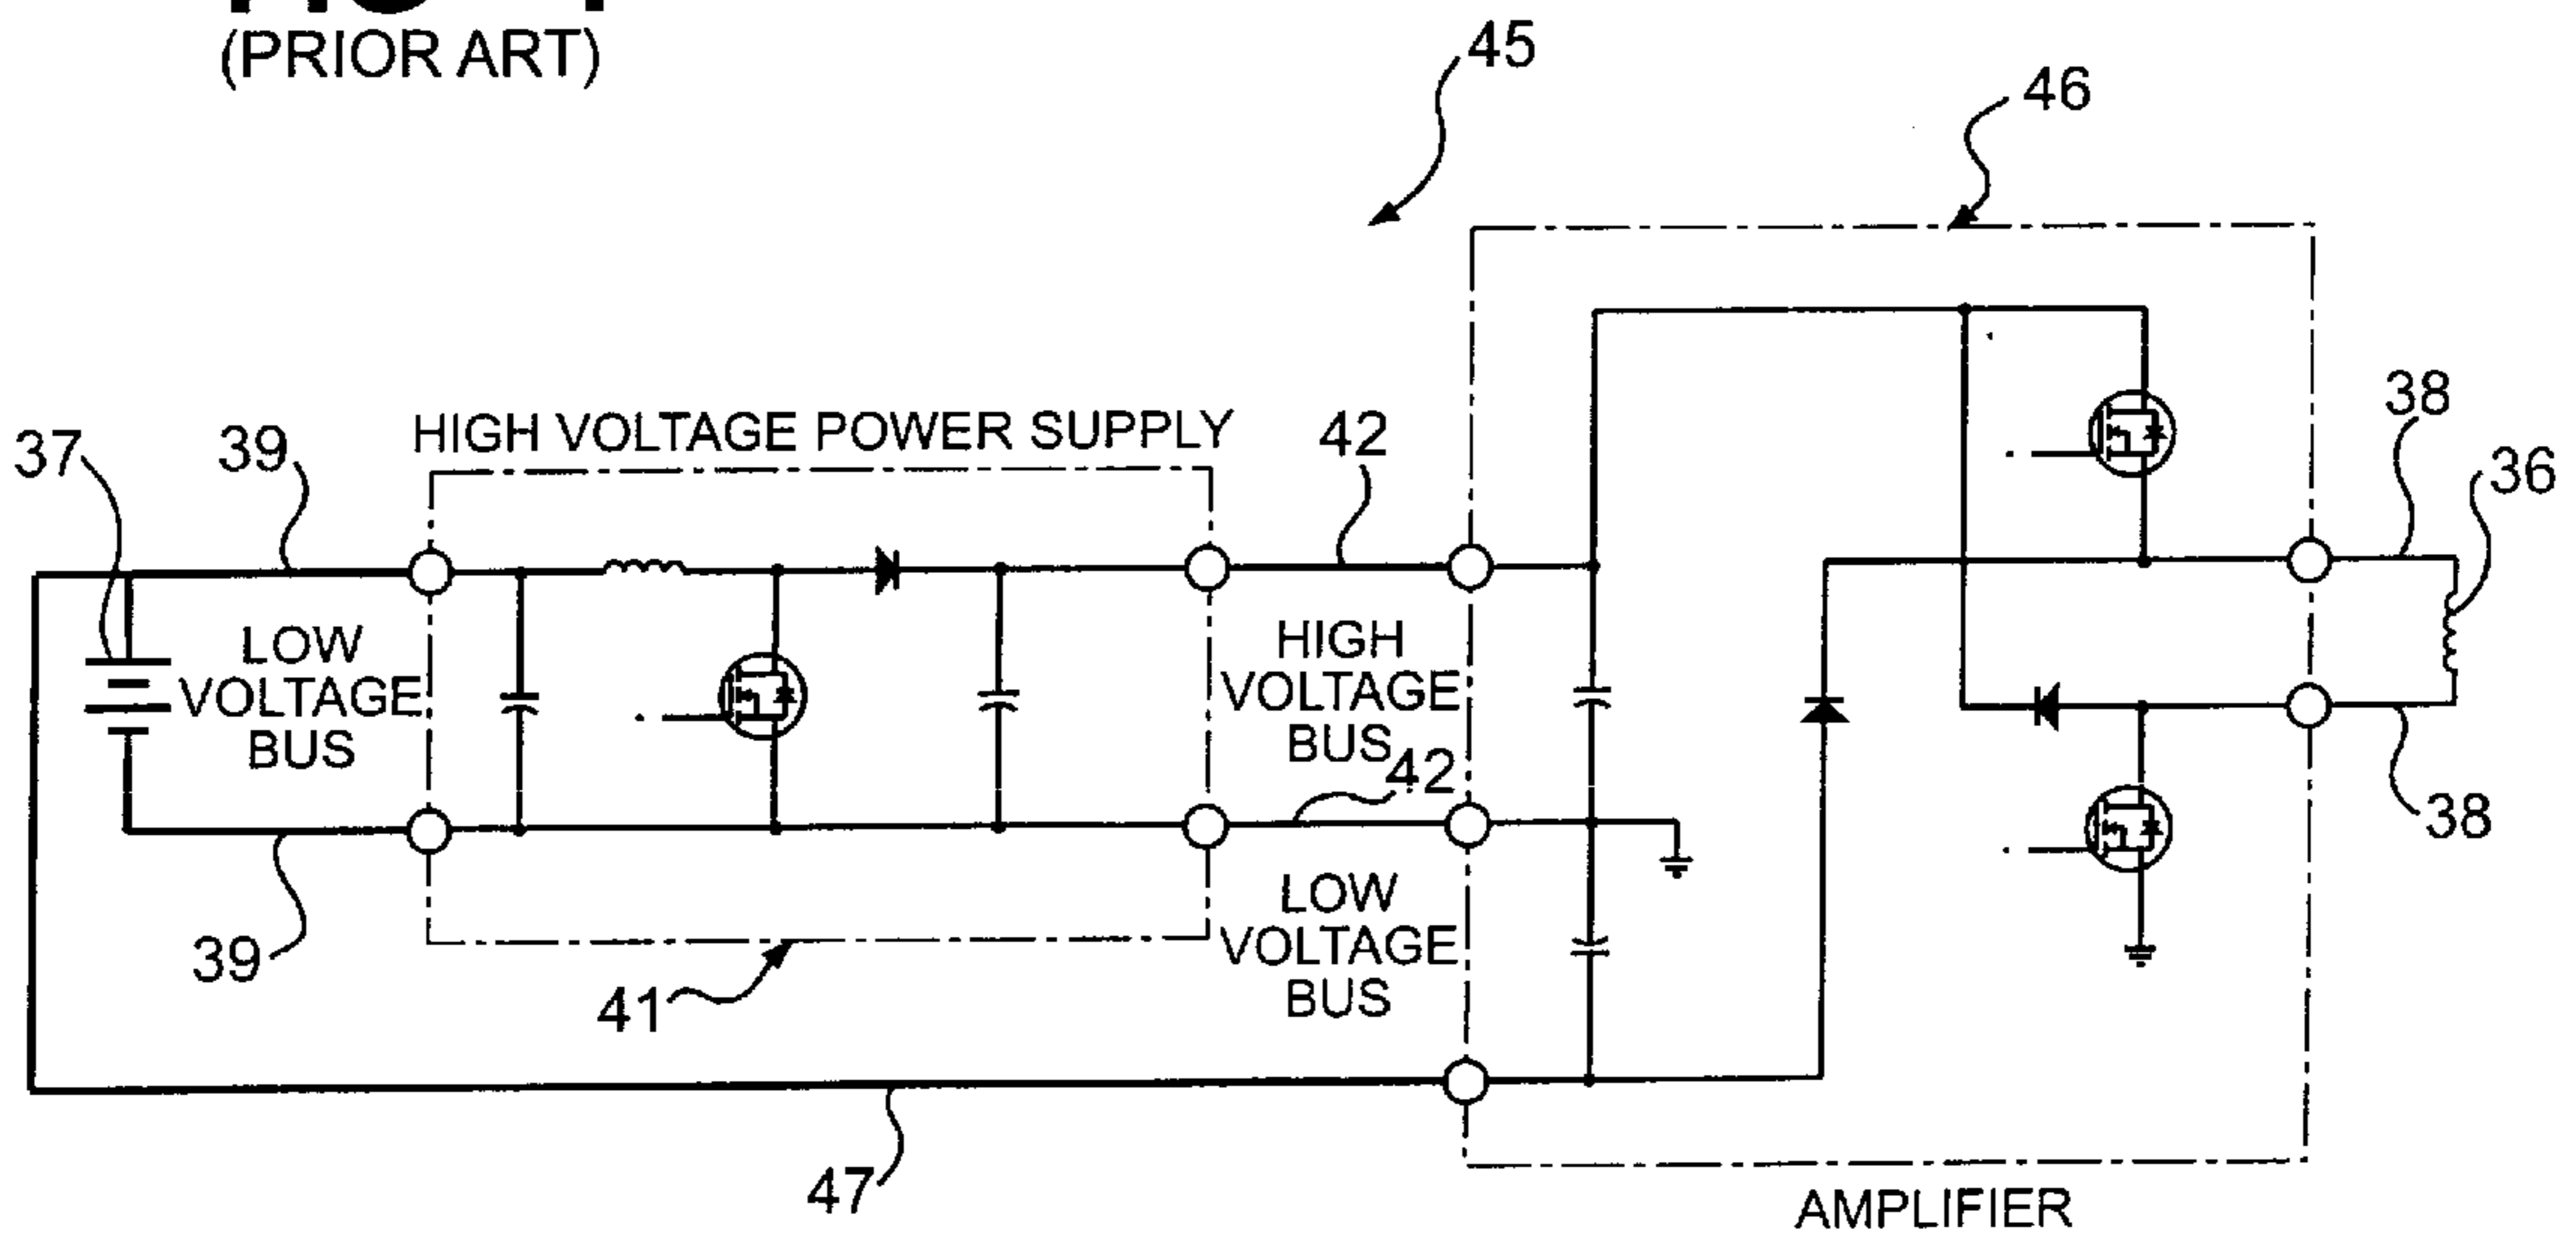 (PRIOR ART)
45
46
HIGH VOLTAGE POWER SUPPLY
37
39
42
38
36
LOW
VOLTAGE
BUS
HIGH
VOLTAGE
BUS
42
38
39
41
LOW
VOLTAGE
BUS
47
AMPLIFIER